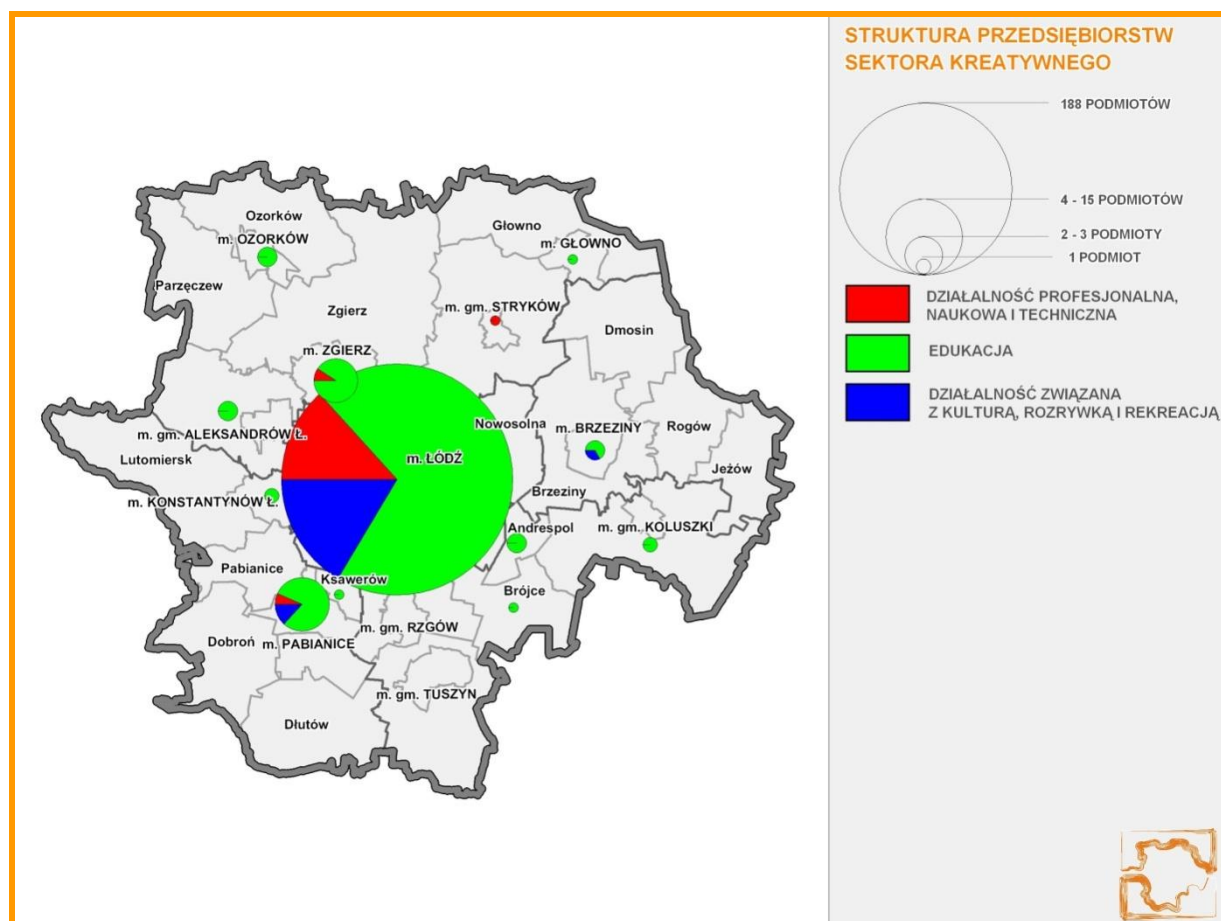 STRUKTURA PRZEDSIĘBIORSTW
SEKTORA KREATYWNEGO
188 PODMIOTÓW
4 - 15 PODMIOTÓW
2 - 3 PODMIOTY
1 PODMIOT
DZIAŁALNOŚĆ PROFESJONALNA,
NAUKOWA I TECHNICZNA
EDUKACJA
DZIAŁALNOŚĆ ZWIĄZANA
Z KULTURĄ, ROZRYWKĄ I REKREACJĄ
Ozorków
m. OZORKÓW
Głowno
m. GŁOWNO
Parzęczew
Zgierz
m. gm. STRYKÓW
Dmosin
m. ZGIERZ
m. gm. ALEKSANDRÓW Ł.
Nowosolna
m. BRZEZINY
Rogów
Lutomiersk
m. ŁÓDŹ
Jeżów
m. KONSTANTYNÓW Ł.
Brzeziny
Andrespol
m. gm. KOLUSZKI
Pabianice
Ksawerów
Brójce
m. gm. RZGÓW
Dobroń
m. PABIANICE
m. gm. TUSZYN
Dłutów